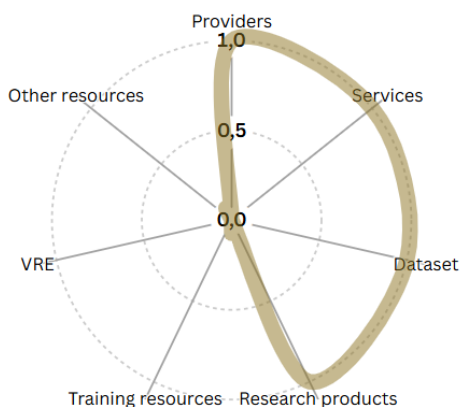 Providers
1,0
Other resources
Services
0,5
0,0
VRE
Dataset
Training resources
Research products